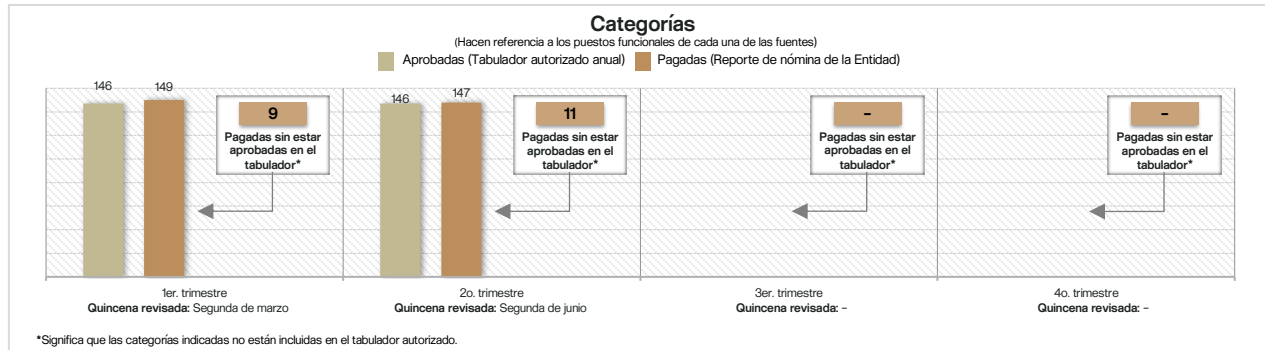 Categorías
(Hacen referencia a los puestos funcionales de cada una de las fuentes)
Aprobadas (Tabulador autorizado anual) Pagadas (Reporte de nómina de la Entidad)
146 149
9
Pagadas sin estar
aprobadas en el
tabulador*
146 147
11
Pagadas sin estar
aprobadas en el
tabulador*
–
Pagadas sin estar
aprobadas en el
tabulador*
–
Pagadas sin estar
aprobadas en el
tabulador*
1er. trimestre
Quincena revisada: Segunda de marzo
2o. trimestre
Quincena revisada: Segunda de junio
3er. trimestre
Quincena revisada: –
4o. trimestre
Quincena revisada: –
*Significa que las categorías indicadas no están incluidas en el tabulador autorizado.